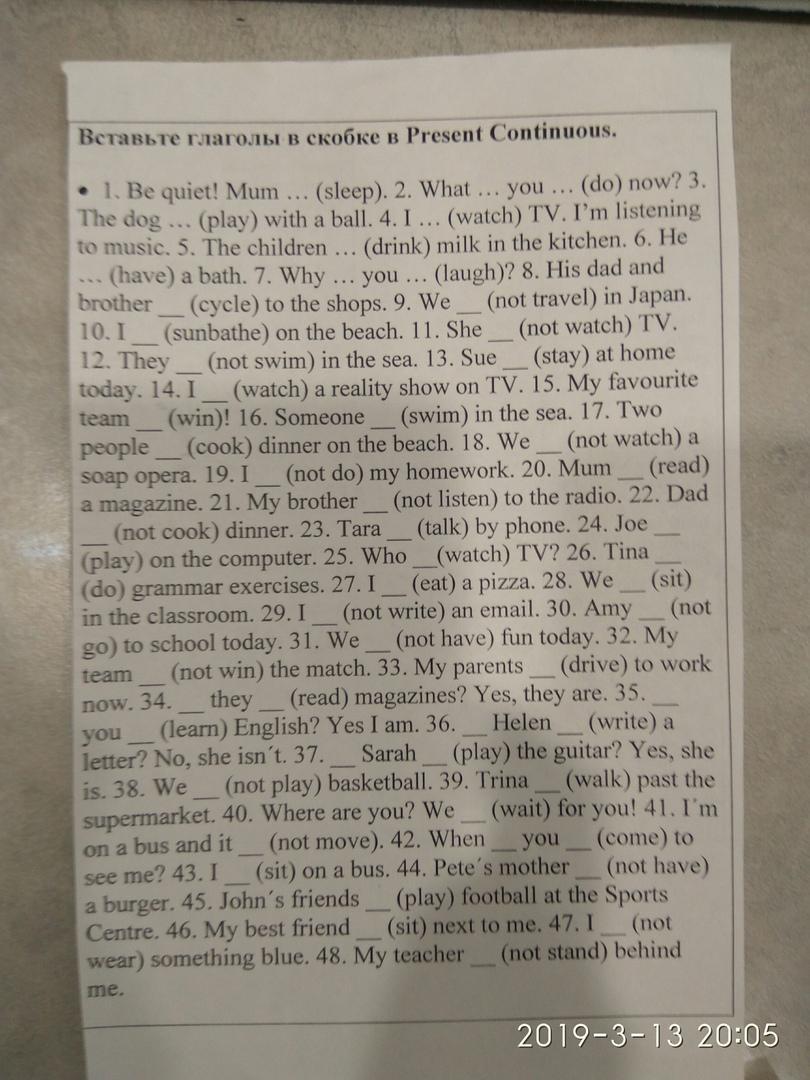 Вставьте глаголы в скобке в Present Continuous.
• 1. Be quiet! Mum … (sleep). 2. What … you … (do) now? 3.
The dog … (play) with a ball. 4. I … (watch) TV. I’m listening
to music. 5. The children … (drink) milk in the kitchen. 6. He
… (have) a bath. 7. Why … you … (laugh)? 8. His dad and
brother __ (cycle) to the shops. 9. We __ (not travel) in Japan.
10. I __ (sunbathe) on the beach. 11. She __ (not watch) TV.
12. They __ (not swim) in the sea. 13. Sue __ (stay) at home
today. 14. I __ (watch) a reality show on TV. 15. My favourite
team __ (win)! 16. Someone __ (swim) in the sea. 17. Two
people __ (cook) dinner on the beach. 18. We __ (not watch) a
soap opera. 19. I __ (not do) my homework. 20. Mum __ (read)
a magazine. 21. My brother __ (not listen) to the radio. 22. Dad
__ (not cook) dinner. 23. Tara __ (talk) by phone. 24. Joe __
(play) on the computer. 25. Who __(watch) TV? 26. Tina __
(do) grammar exercises. 27. I __ (eat) a pizza. 28. We __ (sit)
in the classroom. 29. I __ (not write) an email. 30. Amy __ (not
go) to school today. 31. We __ (not have) fun today. 32. My
team __ (not win) the match. 33. My parents __ (drive) to work
now. 34. __ they __ (read) magazines? Yes, they are. 35. __
you __ (learn) English? Yes I am. 36. __ Helen __ (write) a
letter? No, she isn´t. 37. __ Sarah __ (play) the guitar? Yes, she
is. 38. We __ (not play) basketball. 39. Trina __ (walk) past the
supermarket. 40. Where are you? We __ (wait) for you! 41. I´m
on a bus and it __ (not move). 42. When __ you __ (come) to
see me? 43. I __ (sit) on a bus. 44. Pete´s mother __ (not have)
a burger. 45. John´s friends __ (play) football at the Sports
Centre. 46. My best friend __ (sit) next to me. 47. I __ (not
wear) something blue. 48. My teacher __ (not stand) behind
me.
2019-3-13 20:05